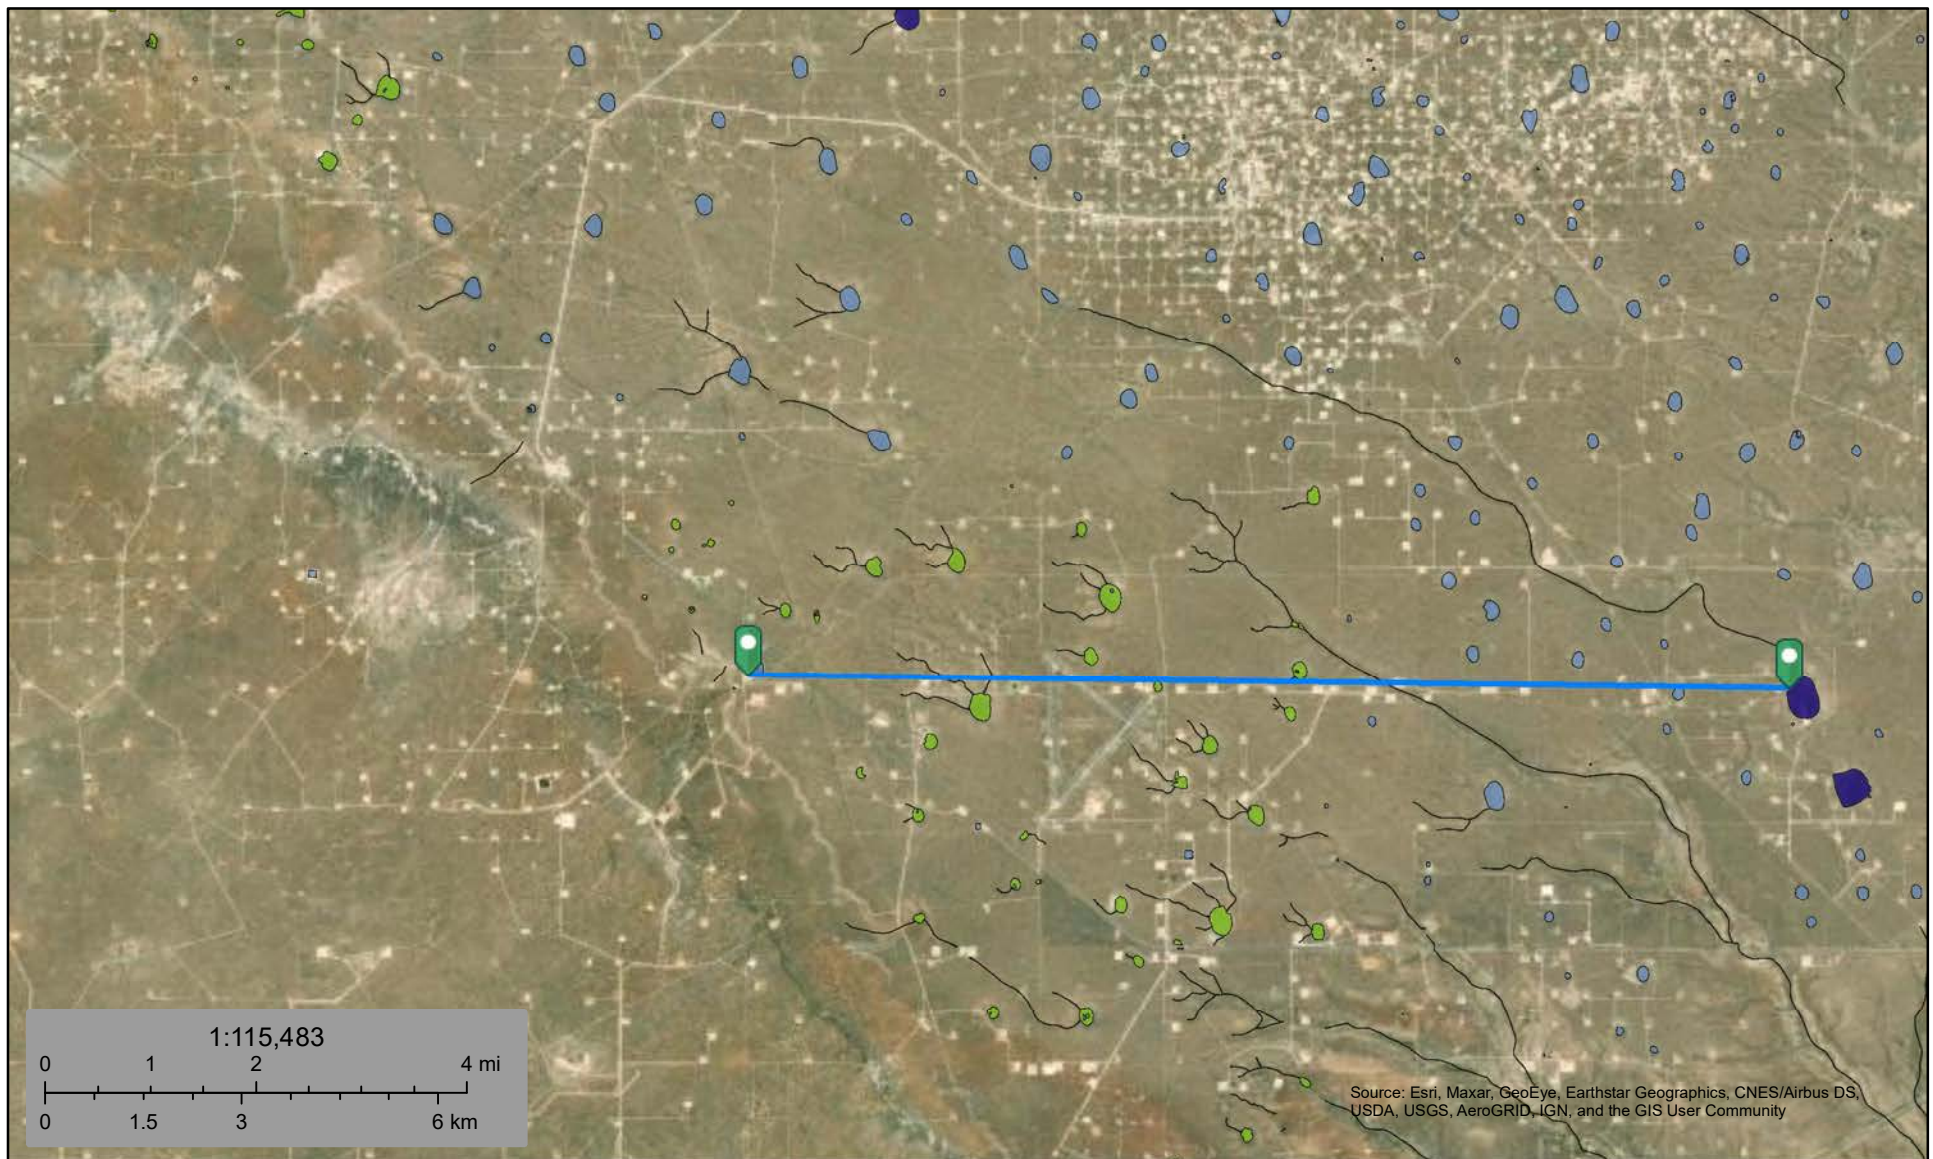 1:115,483
0 1 2 4 mi
0 1.5 3 6 km
Source: Esri, Maxar, GeoEye, Earthstar Geographics, CNES/Airbus DS,
USDA, USGS, AeroGRID, IGN, and the GIS User Community